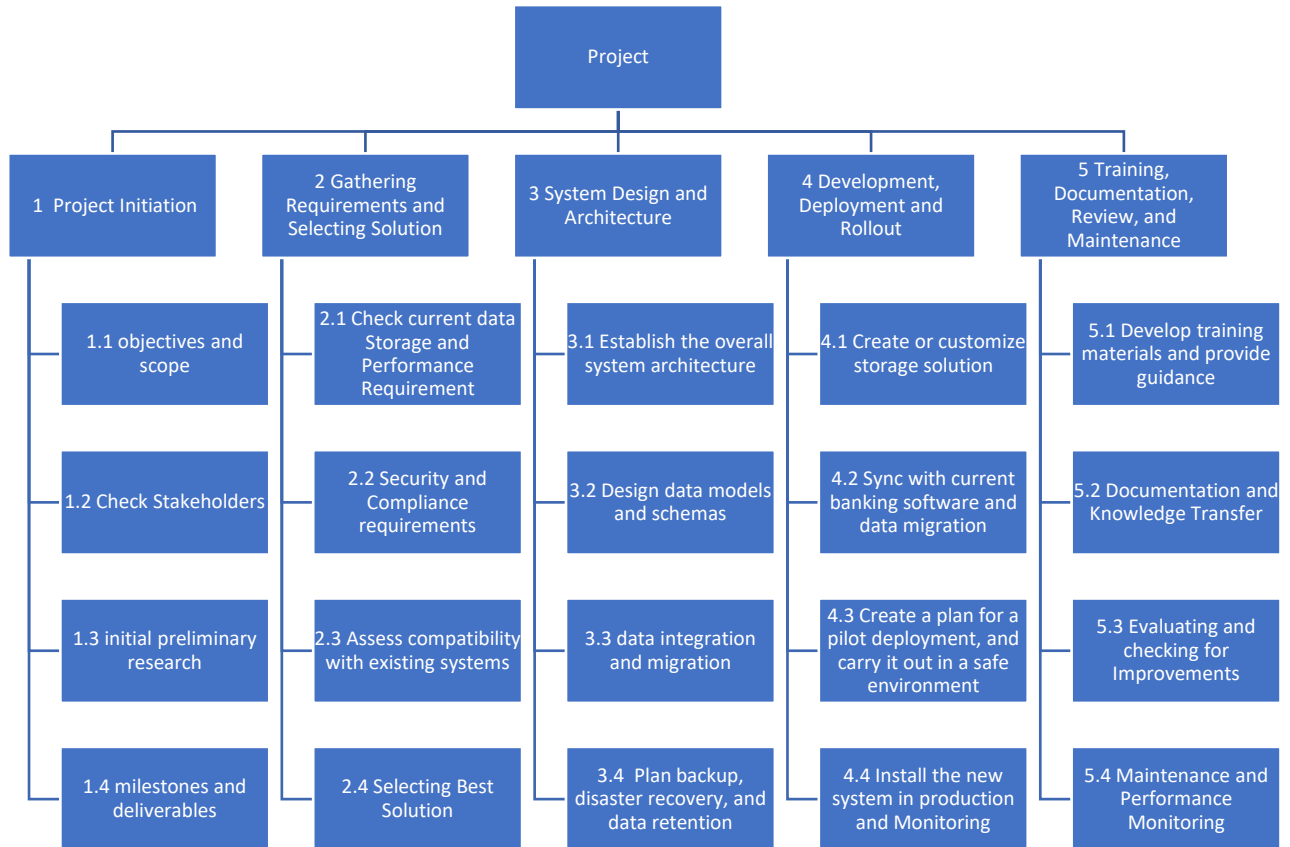 Project
1 Project Initiation
2 Gathering
Requirements and
Selecting Solution
3 System Design and
Architecture
4 Development,
Deployment and
Rollout
5 Training,
Documentation,
Review, and
Maintenance
1.1 objectives and
scope
2.1 Check current data
Storage and
Performance
Requirement
3.1 Establish the overall
system architecture
4.1 Create or customize
storage solution
5.1 Develop training
materials and provide
guidance
1.2 Check Stakeholders
2.2 Security and
Compliance
requirements
3.2 Design data models
and schemas
4.2 Sync with current
banking software and
data migration
5.2 Documentation and
Knowledge Transfer
1.3 initial preliminary
research
2.3 Assess compatibility
with existing systems
3.3 data integration
and migration
4.3 Create a plan for a
pilot deployment, and
carry it out in a safe
environment
5.3 Evaluating and
checking for
Improvements
1.4 milestones and
deliverables
2.4 Selecting Best
Solution
3.4 Plan backup,
disaster recovery, and
data retention
4.4 Install the new
system in production
and Monitoring
5.4 Maintenance and
Performance
Monitoring